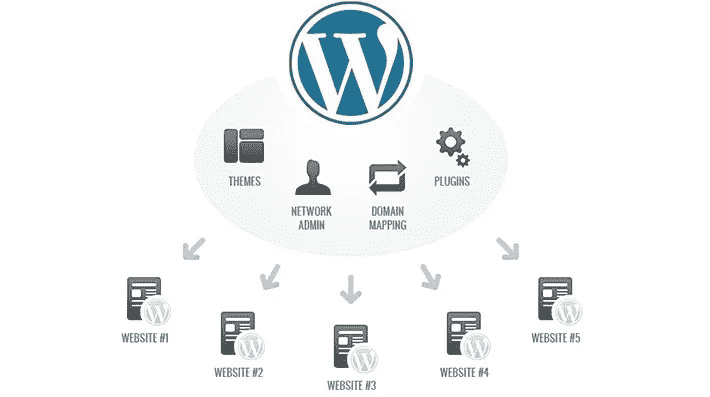 W
THEMES
PLUGINS
NETWORK
ADMIN
DOMAIN
MAPPING
WEBSITE #1
WEBSITE #5
WEBSITE #2
WEBSITE #4
WEBSITE #3